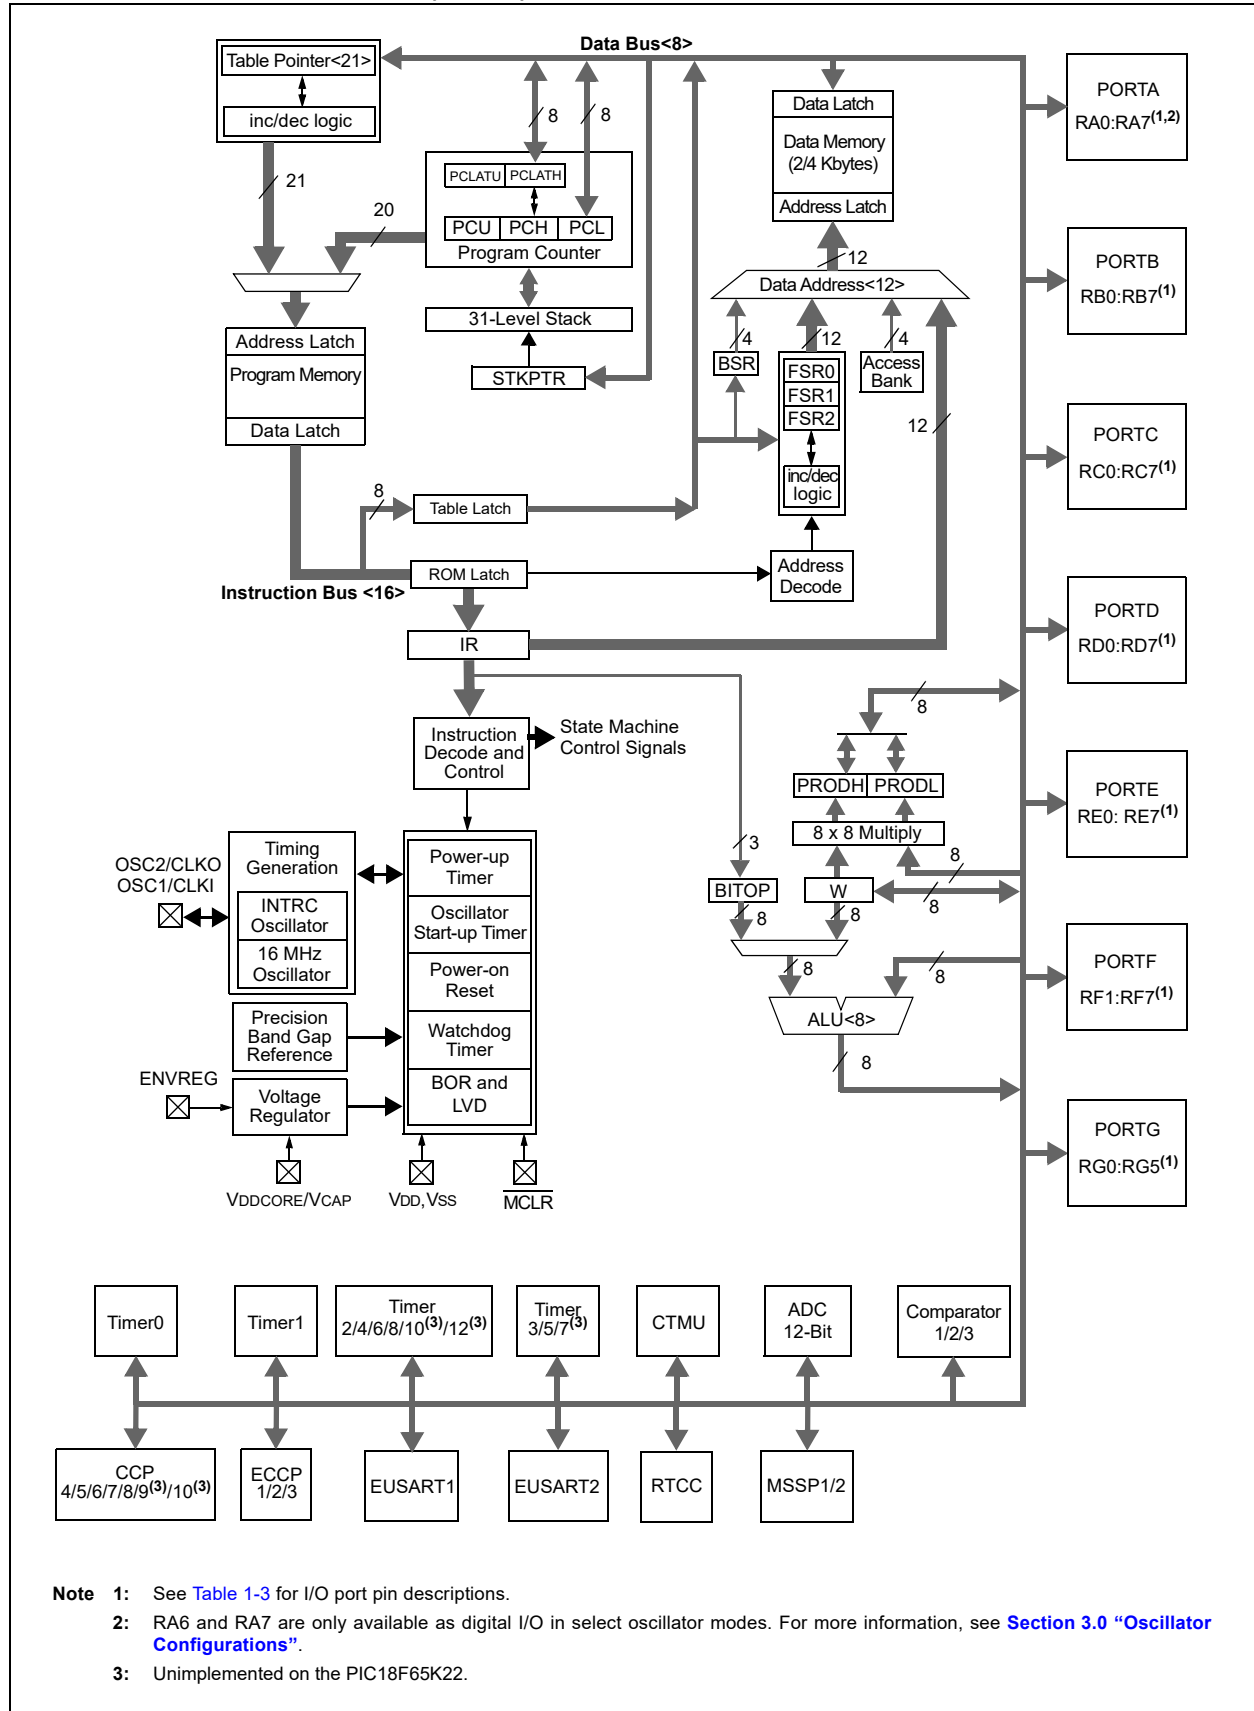 Data Bus<8>
Table Pointer<21>
inc/dec logic
21
20
8
8
PCLATU PCLATH
PCU PCH PCL
Program Counter
31-Level Stack
STKPTR
Address Latch
Program Memory
Data Latch
8
Table Latch
ROM Latch
Instruction Bus <16>
IR
Data Latch
Data Memory
(2/4 Kbytes)
Address Latch
12
Data Address<12>
4
12
4
BSR
FSR0
FSR1
FSR2
inc/dec
logic
Access
Bank
12
Address
Decode
Instruction
Decode and
Control
State Machine
Control Signals
8
PRODH PRODL
8 x 8 Multiply
3
8
BITOP
W
8
8
8
8
8
ALU<8>
8
OSC2/CLKO
OSC1/CLKI
Timing
Generation
INTRC
Oscillator
16 MHz
Oscillator
Precision
Band Gap
Reference
ENVREG
Voltage
Regulator
Power-up
Timer
Oscillator
Start-up Timer
Power-on
Reset
Watchdog
Timer
BOR and
LVD
VDDCORE/VCAP
VDD, VSS
MCLR
PORTA
RA0:RA7(1,2)
PORTB
RB0:RB7(1)
PORTC
RC0:RC7(1)
PORTD
RD0:RD7(1)
PORTE
RE0: RE7(1)
PORTF
RF1:RF7(1)
PORTG
RG0:RG5(1)
Timer0
Timer1
Timer
2/4/6/8/10(3)/12(3)
Timer
3/5/7(3)
CTMU
ADC
12-Bit
Comparator
1/2/3
CCP
4/5/6/7/8/9(3)/10(3)
ECCP
1/2/3
EUSART1
EUSART2
RTCC
MSSP1/2
Note 1: See Table 1-3 for I/O port pin descriptions.
2: RA6 and RA7 are only available as digital I/O in select oscillator modes. For more information, see Section 3.0 “Oscillator
Configurations”.
3: Unimplemented on the PIC18F65K22.